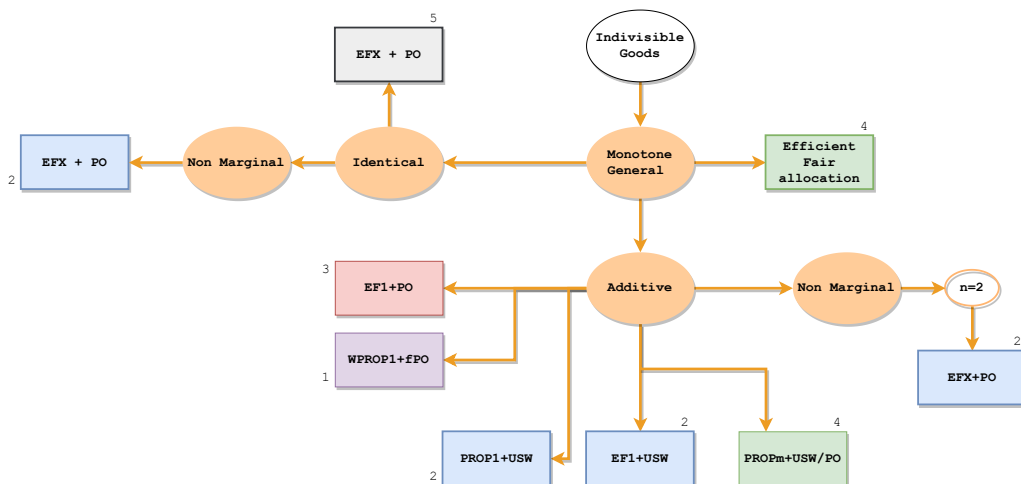 5
Indivisible
Goods
EFX + PO
4
EFX + PO
2
Non Marginal
Identical
Monotone
General
Efficient
Fair
allocation
3
EF1+PO
Additive
Non Marginal
n=2
WPROP1+fPO
1
2
EFX+PO
2
4
PROP1+USW
2
EF1+USW
PROPm+USW/PO